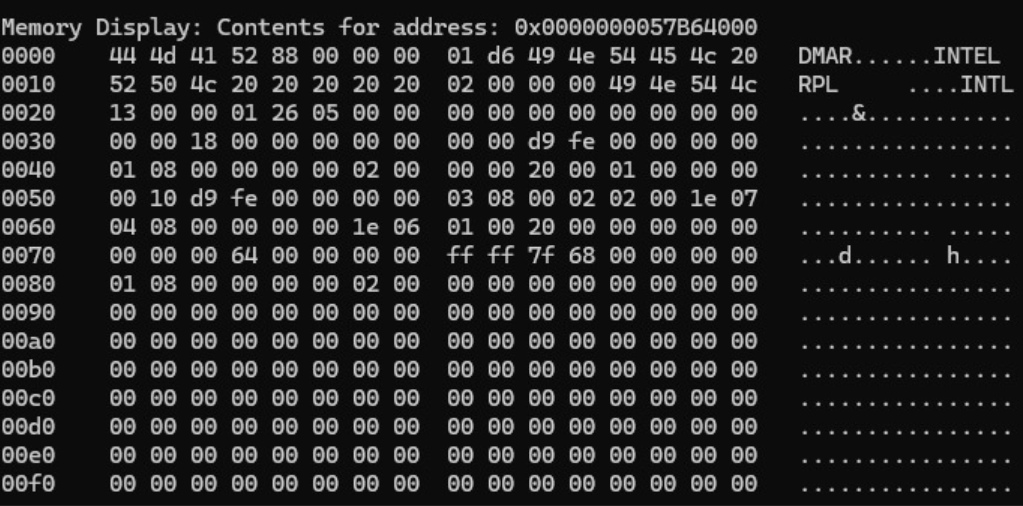 Memory Display: Contents for address: 0x0000000057B64000
0000    44 4d 41 52 88 00 00 00  01 d6 49 4e 54 45 4c 20   DMAR......INTEL
0010    52 50 4c 20 20 20 20 20  02 00 00 00 49 4e 54 4c   RPL     ....INTL
0020    13 00 00 01 26 05 00 00  00 00 00 00 00 00 00 00   ....&...........
0030    00 00 18 00 00 00 00 00  00 00 d9 fe 00 00 00 00   ................
0040    01 08 00 00 00 00 02 00  00 00 20 00 01 00 00 00   .......... .....
0050    00 10 d9 fe 00 00 00 00  03 08 00 02 02 00 1e 07   ................
0060    04 08 00 00 00 00 1e 06  01 00 20 00 00 00 00 00   .......... .....
0070    00 00 00 64 00 00 00 00  ff ff 7f 68 00 00 00 00   ...d...... h....
0080    01 08 00 00 00 00 02 00  00 00 00 00 00 00 00 00   ................
0090    00 00 00 00 00 00 00 00  00 00 00 00 00 00 00 00   ................
00a0    00 00 00 00 00 00 00 00  00 00 00 00 00 00 00 00   ................
00b0    00 00 00 00 00 00 00 00  00 00 00 00 00 00 00 00   ................
00c0    00 00 00 00 00 00 00 00  00 00 00 00 00 00 00 00   ................
00d0    00 00 00 00 00 00 00 00  00 00 00 00 00 00 00 00   ................
00e0    00 00 00 00 00 00 00 00  00 00 00 00 00 00 00 00   ................
00f0    00 00 00 00 00 00 00 00  00 00 00 00 00 00 00 00   ................